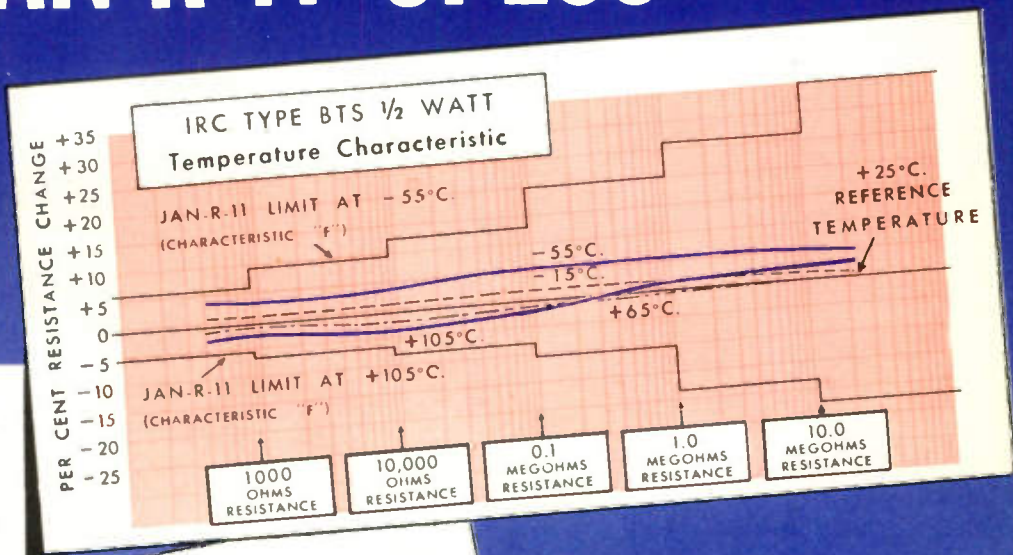 IRC TYPE BTS 1/2 WATT
Temperature Characteristic
PER CENT RESISTANCE CHANGE
+35
+30
+25
+20
+15
+10
+5
0
-5
-10
-15
-20
-25
JAN-R-11 LIMIT AT -55°C.
(CHARACTERISTIC "F")
+25°C.
REFERENCE
TEMPERATURE
-55°C.
-15°C.
+65°C.
+105°C.
JAN-R-11 LIMIT AT +105°C.
(CHARACTERISTIC "F")
1000
OHMS
RESISTANCE
10,000
OHMS
RESISTANCE
0.1
MEGOHMS
RESISTANCE
1.0
MEGOHMS
RESISTANCE
10.0
MEGOHMS
RESISTANCE